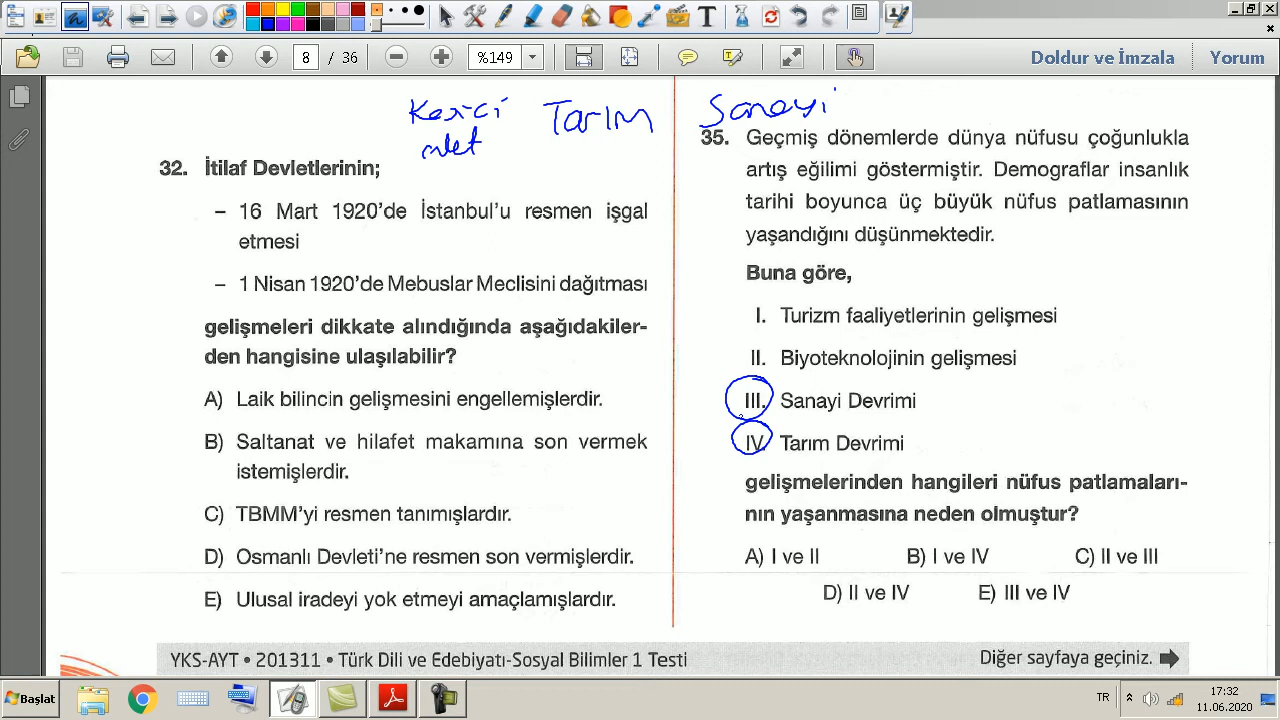 8
/ 36
%149
Doldur ve İmzala
Yorum
Kesici
alet
Tarım
Sanayi
32. İtilaf Devletlerinin;
– 16 Mart 1920’de İstanbul’u resmen işgal
etmesi
– 1 Nisan 1920’de Mebuslar Meclisini dağıtması
gelişmeleri dikkate alındığında aşağıdakiler-
den hangisine ulaşılabilir?
A) Laik bilincin gelişmesini engellemişlerdir.
B) Saltanat ve hilafet makamına son vermek
istemişlerdir.
C) TBMM’yi resmen tanımışlardır.
D) Osmanlı Devleti’ne resmen son vermişlerdir.
E) Ulusal iradeyi yok etmeyi amaçlamışlardır.
35. Geçmiş dönemlerde dünya nüfusu çoğunlukla
artış eğilimi göstermiştir. Demograflar insanlık
tarihi boyunca üç büyük nüfus patlamasının
yaşandığını düşünmektedir.
Buna göre,
I. Turizm faaliyetlerinin gelişmesi
II. Biyoteknolojinin gelişmesi
III. Sanayi Devrimi
IV. Tarım Devrimi
gelişmelerinden hangileri nüfus patlamaları-
nın yaşanmasına neden olmuştur?
A) I ve II B) I ve IV C) II ve III
D) II ve IV E) III ve IV
YKS-AYT • 201311 • Türk Dili ve Edebiyatı-Sosyal Bilimler 1 Testi
Diğer sayfaya geçiniz.
Başlat
TR
17:32
11.06.2020